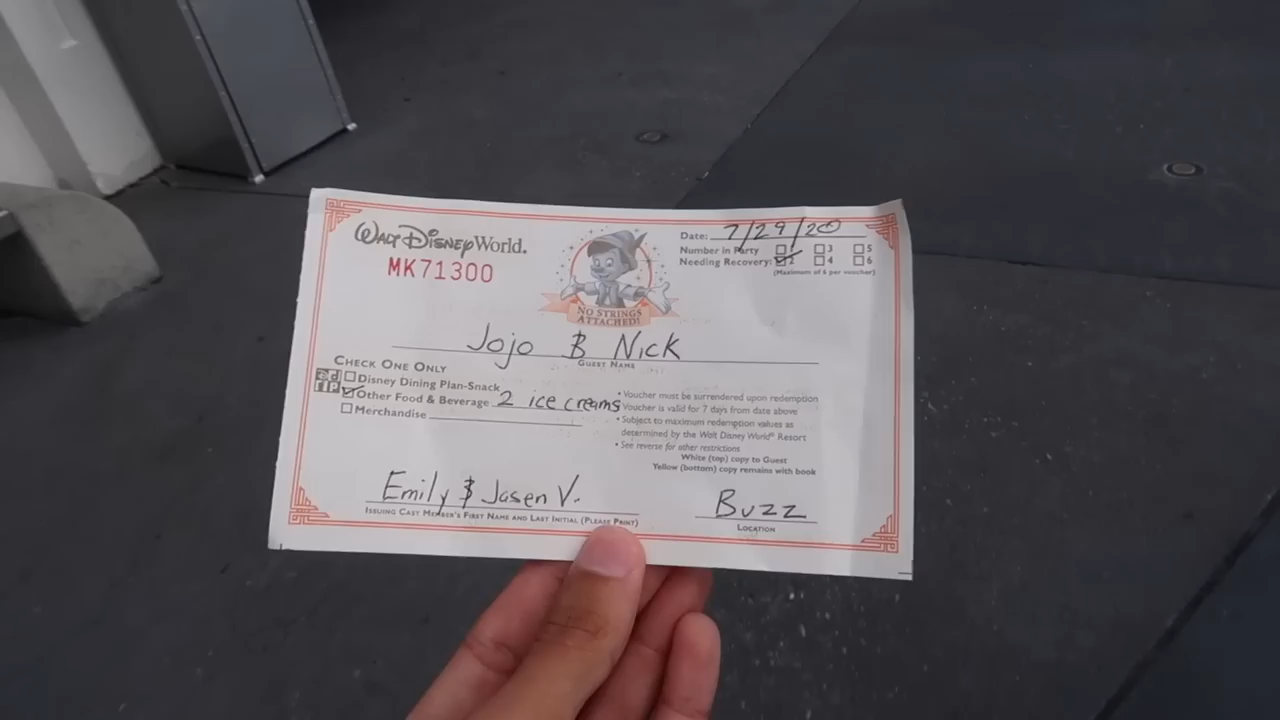 Walt Disney World.
MK71300
NO STRINGS
ATTACHED!
Date: 7/29/20
Number in Party 1 3 5
Needing Recovery: 2 4 6
(Maximum of 6 per voucher)
Jojo & Nick
GUEST NAME
CHECK ONE ONLY
Disney Dining Plan-Snack
Other Food & Beverage 2 ice creams
Merchandise
• Voucher must be surrendered upon redemption
Voucher is valid for 7 days from date above
• Subject to maximum redemption values as
determined by the Walt Disney World® Resort
• See reverse for other restrictions
White (top) copy to Guest
Yellow (bottom) copy remains with book
Emily & Jasen V.
ISSUING CAST MEMBER'S FIRST NAME AND LAST INITIAL (PLEASE PRINT)
Buzz
LOCATION